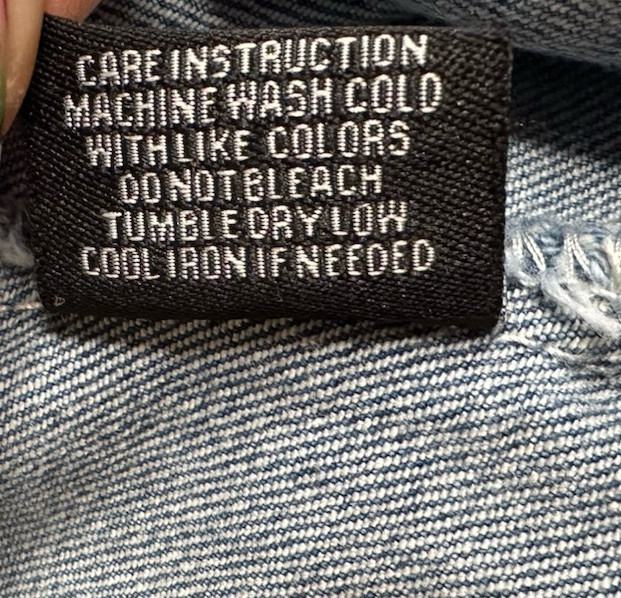 CARE INSTRUCTION
MACHINE WASH COLD
WITH LIKE COLORS
DO NOT BLEACH
TUMBLE DRY LOW
COOL IRON IF NEEDED